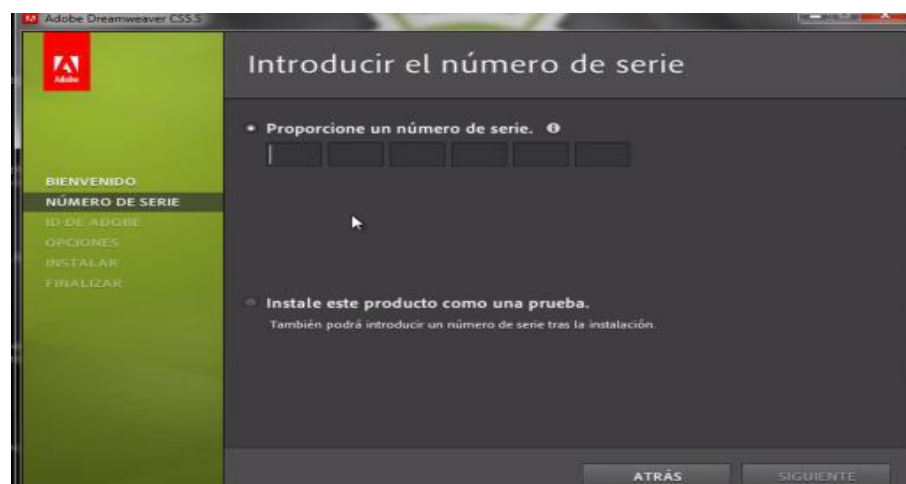 Adobe Dreamweaver CS5.5
Adobe
Introducir el número de serie
Proporcione un número de serie.
BIENVENIDO
NÚMERO DE SERIE
ID DE ADOBE
OPCIONES
INSTALAR
FINALIZAR
Instale este producto como una prueba.
También podrá introducir un número de serie tras la instalación.
ATRÁS
SIGUIENTE